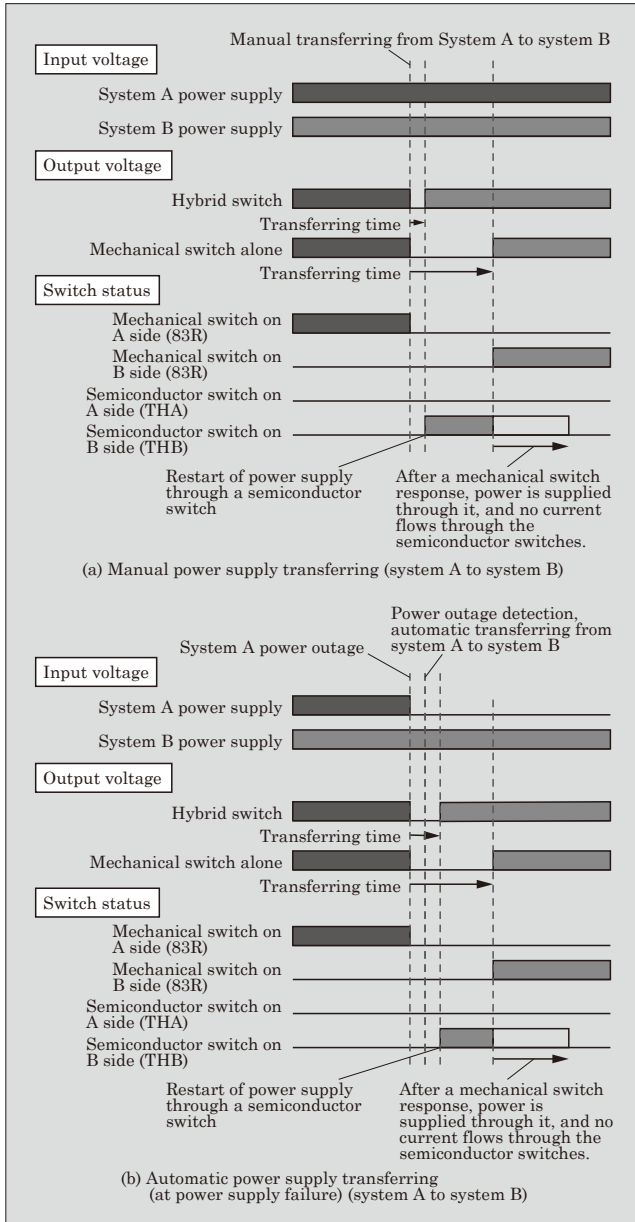 Manual transferring from System A to system B
Input voltage
System A power supply
System B power supply
Output voltage
Hybrid switch
Transferring time
Mechanical switch alone
Transferring time
Switch status
Mechanical switch on
A side (83R)
Mechanical switch on
B side (83R)
Semiconductor switch on
A side (THA)
Semiconductor switch on
B side (THB)
Restart of power supply
through a semiconductor
switch
After a mechanical switch
response, power is supplied
through it, and no current
flows through the
semiconductor switches.
(a) Manual power supply transferring (system A to system B)
Power outage detection,
automatic transferring from
system A to system B
System A power outage
Input voltage
System A power supply
System B power supply
Output voltage
Hybrid switch
Transferring time
Mechanical switch alone
Transferring time
Switch status
Mechanical switch on
A side (83R)
Mechanical switch on
B side (83R)
Semiconductor switch on
A side (THA)
Semiconductor switch on
B side (THB)
Restart of power supply
through a semiconductor
switch
After a mechanical switch
response, power is
supplied through it, and no
current flows through the
semiconductor switches.
(b) Automatic power supply transferring
(at power supply failure) (system A to system B)